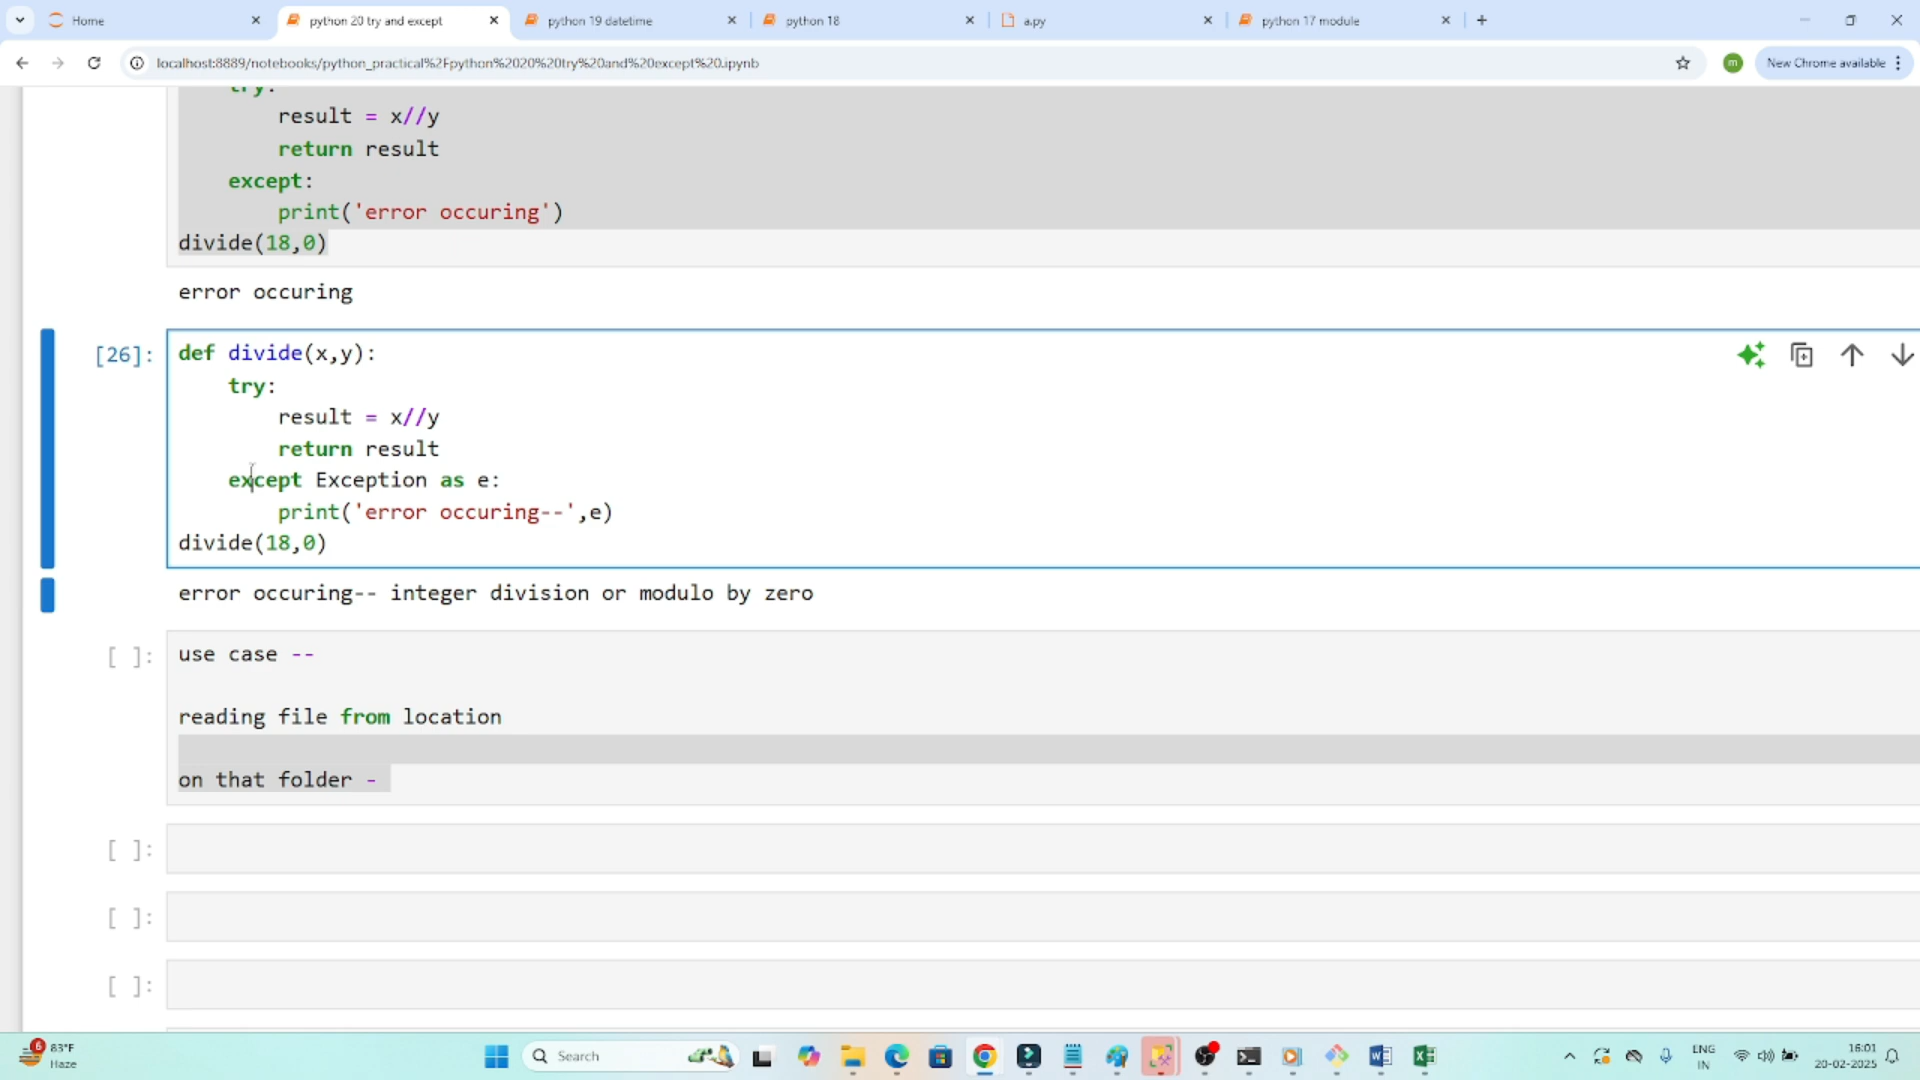 Home
python 20 try and except
python 19 datetime
python 18
a.py
python 17 module
localhost:8889/notebooks/python_practical%2Fpython%2020%20try%20and%20except%20.ipynb
m
New Chrome available
try:
result = x//y
return result
except:
print('error occuring')
divide(18,0)
error occuring
[26]:
def divide(x,y):
try:
result = x//y
return result
except Exception as e:
print('error occuring--',e)
divide(18,0)
error occuring-- integer division or modulo by zero
[ ]:
use case --
reading file from location
on that folder -
[ ]:
[ ]:
[ ]:
6
83°F
Haze
Search
ENG
IN
16:01
20-02-2025